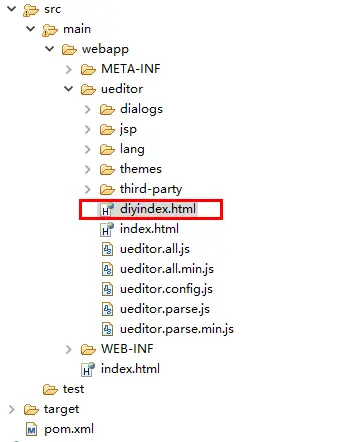 src
main
webapp
META-INF
ueditor
dialogs
jsp
lang
themes
third-party
diyindex.html
index.html
ueditor.all.js
ueditor.all.min.js
ueditor.config.js
ueditor.parse.js
ueditor.parse.min.js
WEB-INF
index.html
test
target
pom.xml